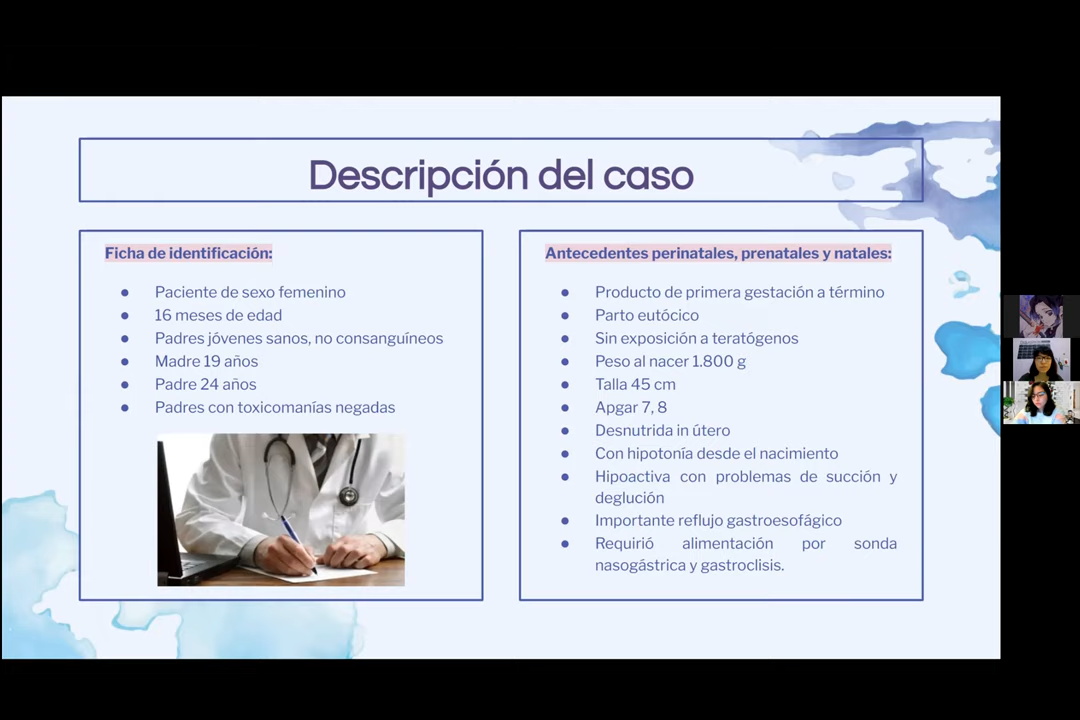 Descripción del caso
Ficha de identificación:
● Paciente de sexo femenino
● 16 meses de edad
● Padres jóvenes sanos, no consanguíneos
● Madre 19 años
● Padre 24 años
● Padres con toxicomanías negadas
Antecedentes perinatales, prenatales y natales:
● Producto de primera gestación a término
● Parto eutócico
● Sin exposición a teratógenos
● Peso al nacer 1.800 g
● Talla 45 cm
● Apgar 7, 8
● Desnutrida in útero
● Con hipotonía desde el nacimiento
● Hipoactiva con problemas de succión y
deglución
● Importante reflujo gastroesofágico
● Requirió alimentación por sonda
nasogástrica y gastroclisis.